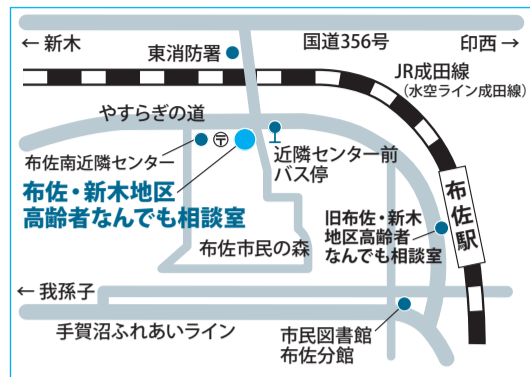 ← 新木
国道356号
印西 →
東消防署
JR成田線
（水空ライン成田線）
やすらぎの道
布佐南近隣センター
〒
近隣センター前
バス停
布佐・新木地区
高齢者なんでも相談室
布佐駅
旧布佐・新木
地区高齢者
なんでも相談室
布佐市民の森
← 我孫子
手賀沼ふれあいライン
市民図書館
布佐分館